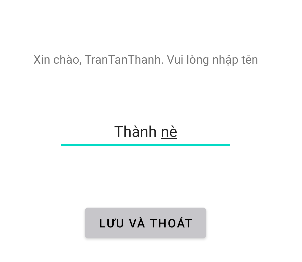 Xin chào, TranTanThanh. Vui lòng nhập tên
Thành nè
LƯU VÀ THOÁT